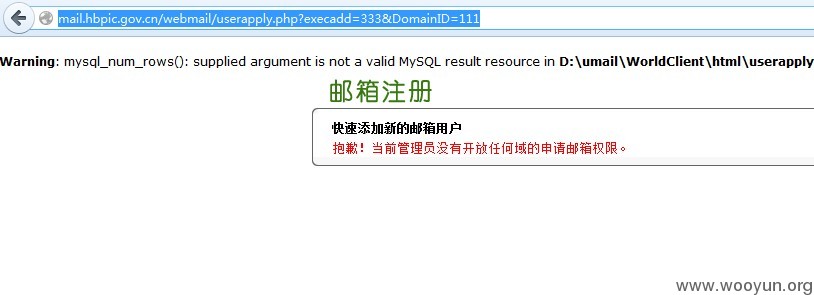 mail.hbpic.gov.cn/webmail/userapply.php?execadd=333&DomainID=111
Warning: mysql_num_rows(): supplied argument is not a valid MySQL result resource in D:\umail\WorldClient\html\userapply
邮箱注册
快速添加新的邮箱用户
抱歉！当前管理员没有开放任何域的申请邮箱权限。
www.wooyun.org